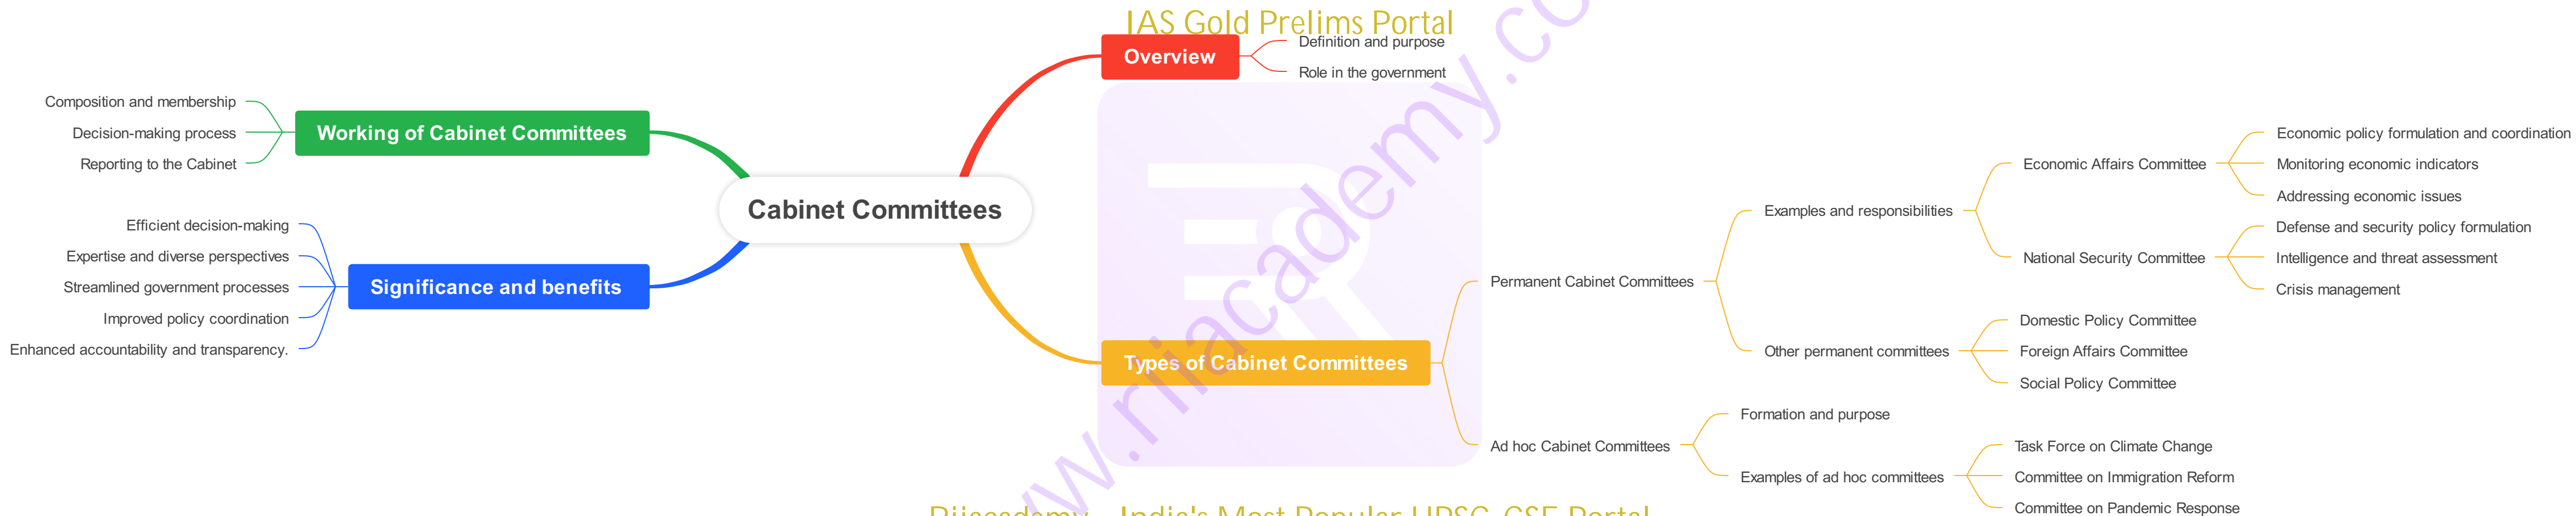 IAS Gold Prelims Portal
Cabinet Committees
Overview
Definition and purpose
Role in the government
Types of Cabinet Committees
Permanent Cabinet Committees
Examples and responsibilities
Economic Affairs Committee
Economic policy formulation and coordination
Monitoring economic indicators
Addressing economic issues
National Security Committee
Defense and security policy formulation
Intelligence and threat assessment
Crisis management
Other permanent committees
Domestic Policy Committee
Foreign Affairs Committee
Social Policy Committee
Ad hoc Cabinet Committees
Formation and purpose
Examples of ad hoc committees
Task Force on Climate Change
Committee on Immigration Reform
Committee on Pandemic Response
Working of Cabinet Committees
Composition and membership
Decision-making process
Reporting to the Cabinet
Significance and benefits
Efficient decision-making
Expertise and diverse perspectives
Streamlined government processes
Improved policy coordination
Enhanced accountability and transparency.
India's Most Popular UPSC-CSE Portal